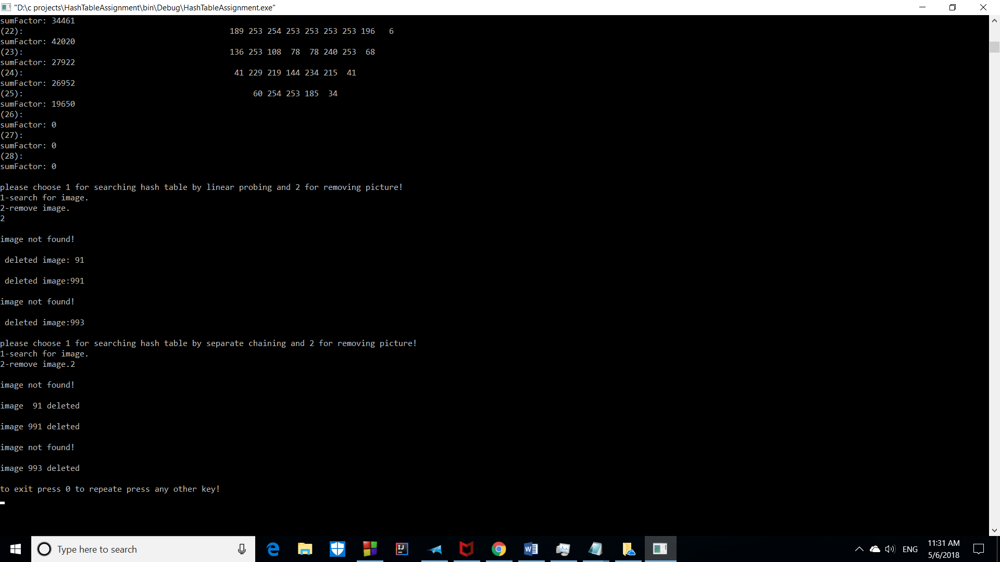 "D:\c projects\HashTableAssignment\bin\Debug\HashTableAssignment.exe"
sumFactor: 34461
(22): 189 253 254 253 253 253 253 196 6
sumFactor: 42020
(23): 136 253 108 78 78 240 253 68
sumFactor: 27922
(24): 41 229 219 144 234 215 41
sumFactor: 26952
(25): 60 254 253 185 34
sumFactor: 19650
(26):
sumFactor: 0
(27):
sumFactor: 0
(28):
sumFactor: 0
please choose 1 for searching hash table by linear probing and 2 for removing picture!
1-search for image.
2-remove image.
2
image not found!
deleted image: 91
deleted image:991
image not found!
deleted image:993
please choose 1 for searching hash table by separate chaining and 2 for removing picture!
1-search for image.
2-remove image.2
image not found!
image  91 deleted
image 991 deleted
image not found!
image 993 deleted
to exit press 0 to repeate press any other key!
Type here to search
IJ
W
ENG
11:31 AM
5/6/2018